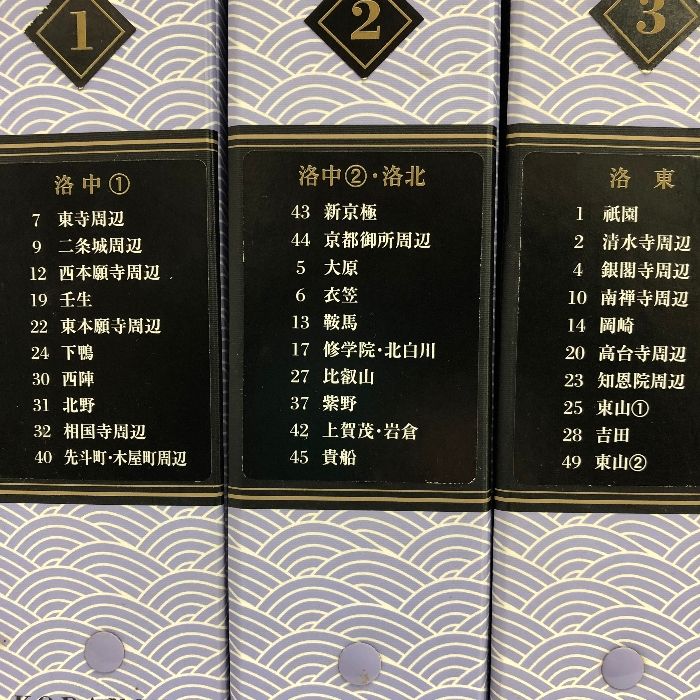 1
洛中①
7 東寺周辺
9 二条城周辺
12 西本願寺周辺
19 壬生
22 東本願寺周辺
24 下鴨
30 西陣
31 北野
32 相国寺周辺
40 先斗町・木屋町周辺
2
洛中②・洛北
43 新京極
44 京都御所周辺
5 大原
6 衣笠
13 鞍馬
17 修学院・北白川
27 比叡山
37 紫野
42 上賀茂・岩倉
45 貴船
3
洛東
1 祇園
2 清水寺周辺
4 銀閣寺周辺
10 南禅寺周辺
14 岡崎
20 高台寺周辺
23 知恩院周辺
25 東山①
28 吉田
49 東山②